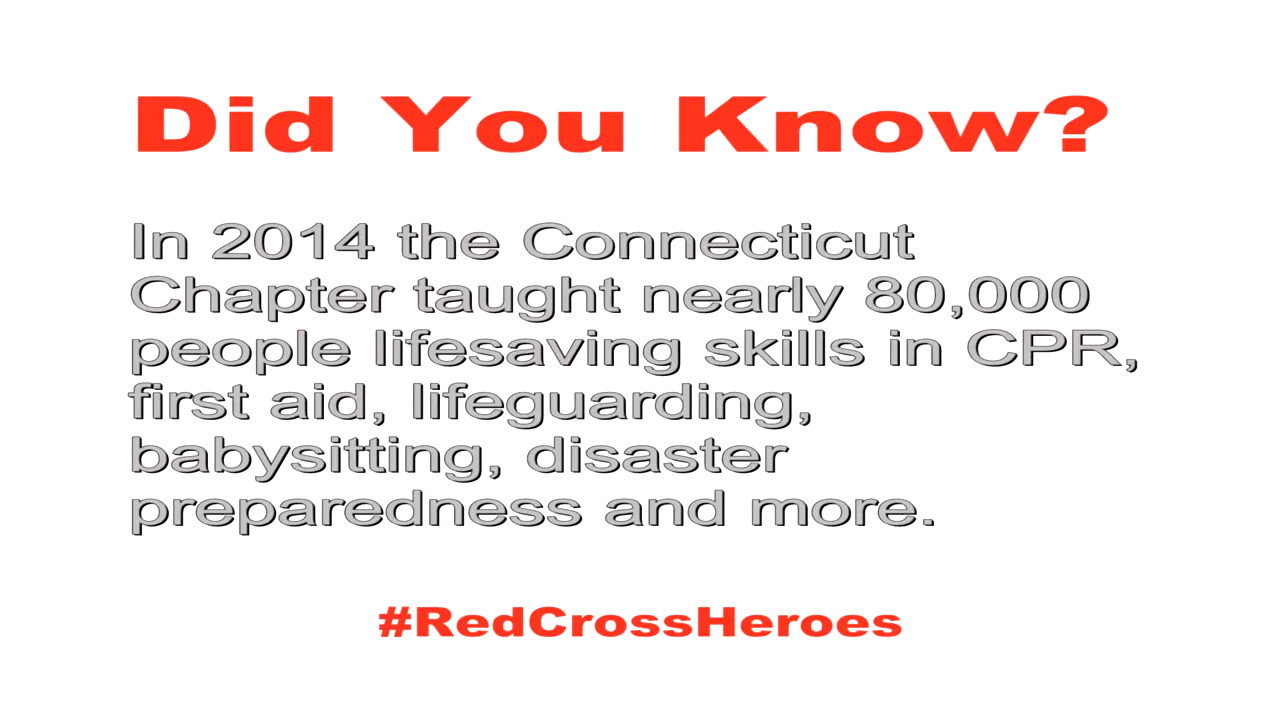 Did You Know?
In 2014 the Connecticut
Chapter taught nearly 80,000
people lifesaving skills in CPR,
first aid, lifeguarding,
babysitting, disaster
preparedness and more.
#RedCrossHeroes